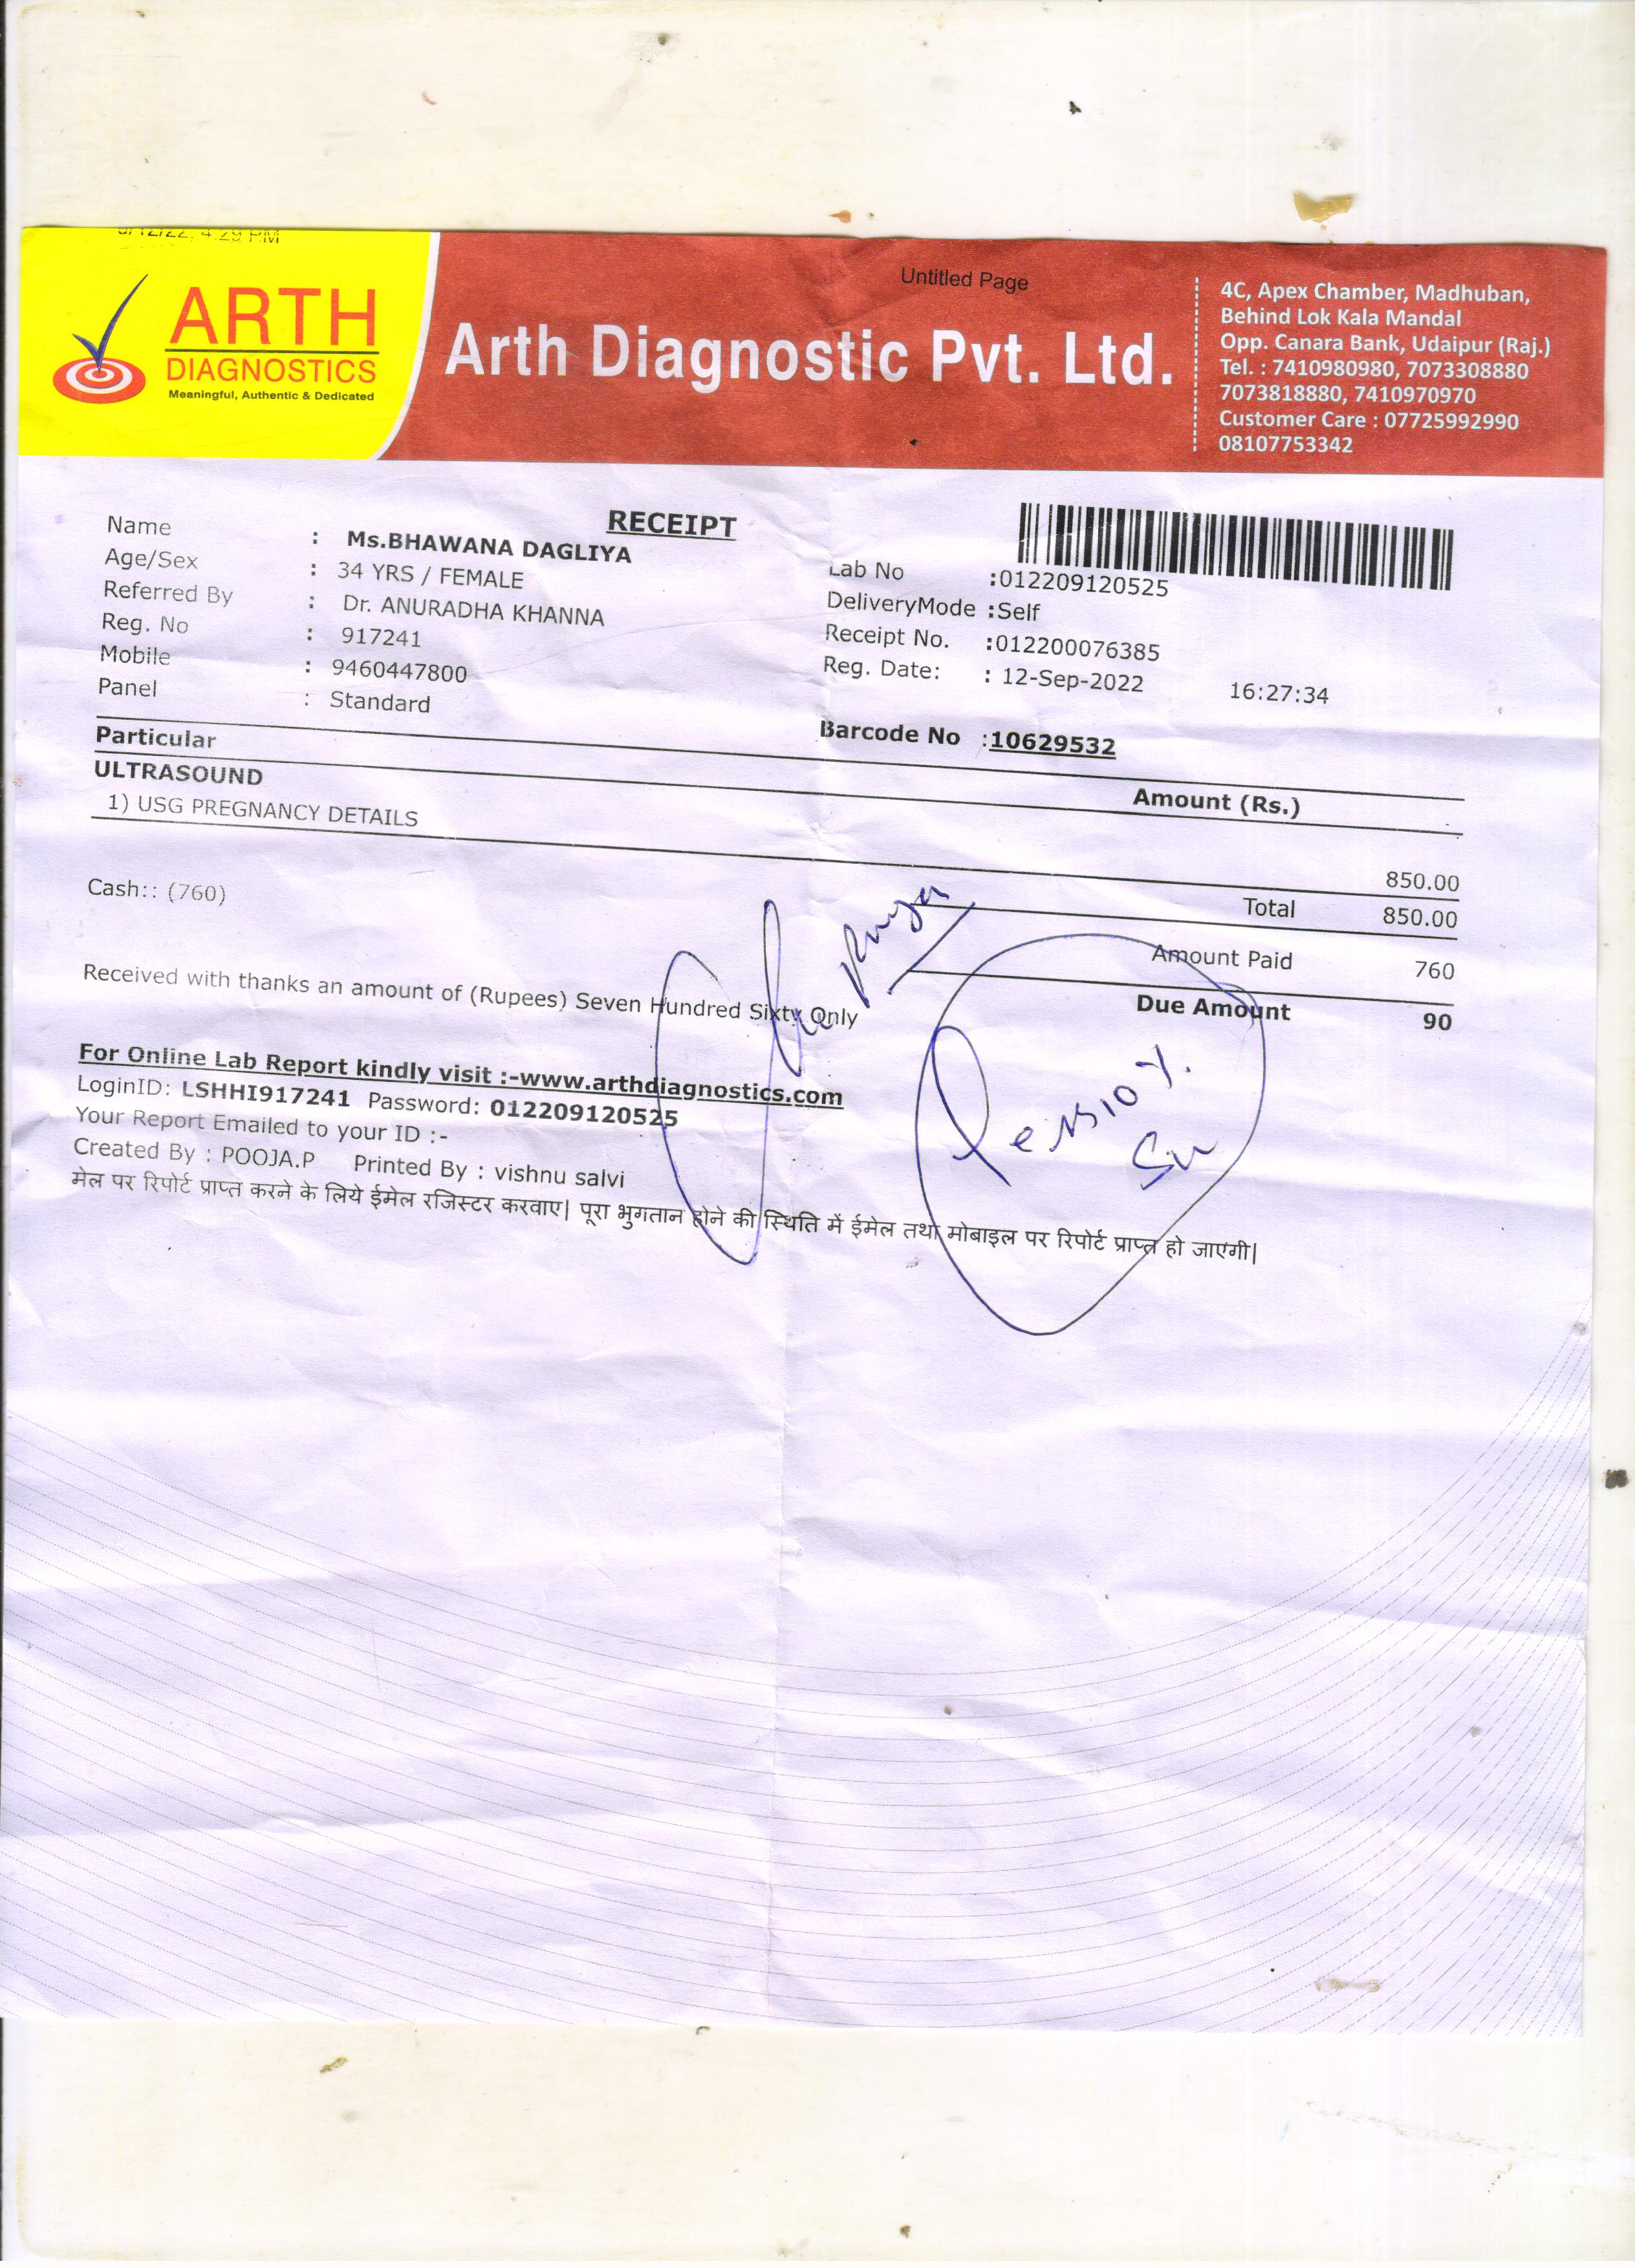 Untitled Page
ARTH
DIAGNOSTICS
Meaningful, Authentic & Dedicated
Arth Diagnostic Pvt. Ltd.
4C, Apex Chamber, Madhuban,
Behind Lok Kala Mandal
Opp. Canara Bank, Udaipur (Raj.)
Tel. : 7410980980, 7073308880
7073818880, 7410970970
Customer Care : 07725992990
08107753342
RECEIPT
Name : Ms.BHAWANA DAGLIYA
Age/Sex : 34 YRS / FEMALE
Referred By : Dr. ANURADHA KHANNA
Reg. No : 917241
Mobile : 9460447800
Panel : Standard
Lab No :012209120525
DeliveryMode :Self
Receipt No. :012200076385
Reg. Date: : 12-Sep-2022 16:27:34
Barcode No :10629532
Particular Amount (Rs.)
ULTRASOUND
1) USG PREGNANCY DETAILS 850.00
Total 850.00
Cash:: (760)
Amount Paid 760
Due Amount 90
Received with thanks an amount of (Rupees) Seven Hundred Sixty Only
For Online Lab Report kindly visit :-www.arthdiagnostics.com
LoginID: LSHHI917241 Password: 012209120525
Your Report Emailed to your ID :-
Created By : POOJA.P Printed By : vishnu salvi
मेल पर रिपोर्ट प्राप्त करने के लिये ईमेल रजिस्टर करवाए| पूरा भुगतान होने की स्थिति में ईमेल तथा मोबाइल पर रिपोर्ट प्राप्त हो जाएंगी|